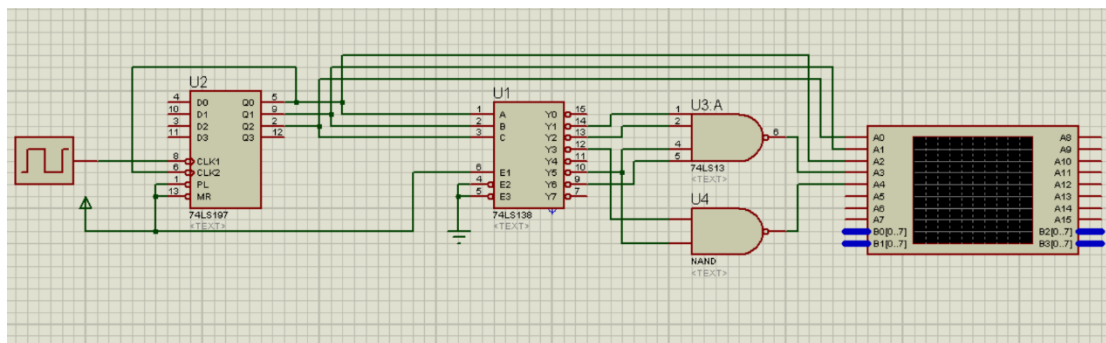 U2
4 D0 Q0 5
10 D1 Q1 9
3 D2 Q2 2
11 D3 Q3 12
8 CLK1
6 CLK2
1 PL
13 MR
74LS197
<TEXT>
U1
1 A Y0 15
2 B Y1 14
3 C Y2 13
Y3 12
Y4 11
6 E1 Y5 10
4 E2 Y6 9
5 E3 Y7 7
74LS138
<TEXT>
U3:A
1
2
4
5
6
74LS13
<TEXT>
U4
NAND
<TEXT>
A0 A8
A1 A9
A2 A10
A3 A11
A4 A12
A5 A13
A6 A14
A7 A15
B0[0..7] B2[0..7]
B1[0..7] B3[0..7]